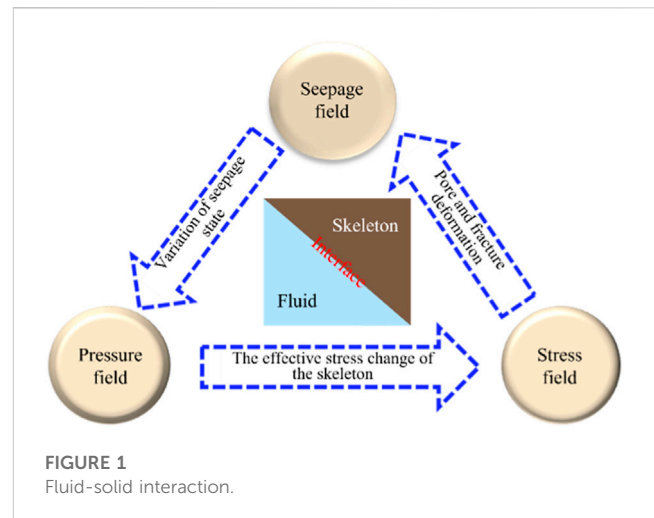 Seepage
field
Variation of seepage
state
Pore and fracture
deformation
Skeleton
Interface
Fluid
Pressure
field
The effective stress change of
the skeleton
Stress
field
FIGURE 1
Fluid-solid interaction.